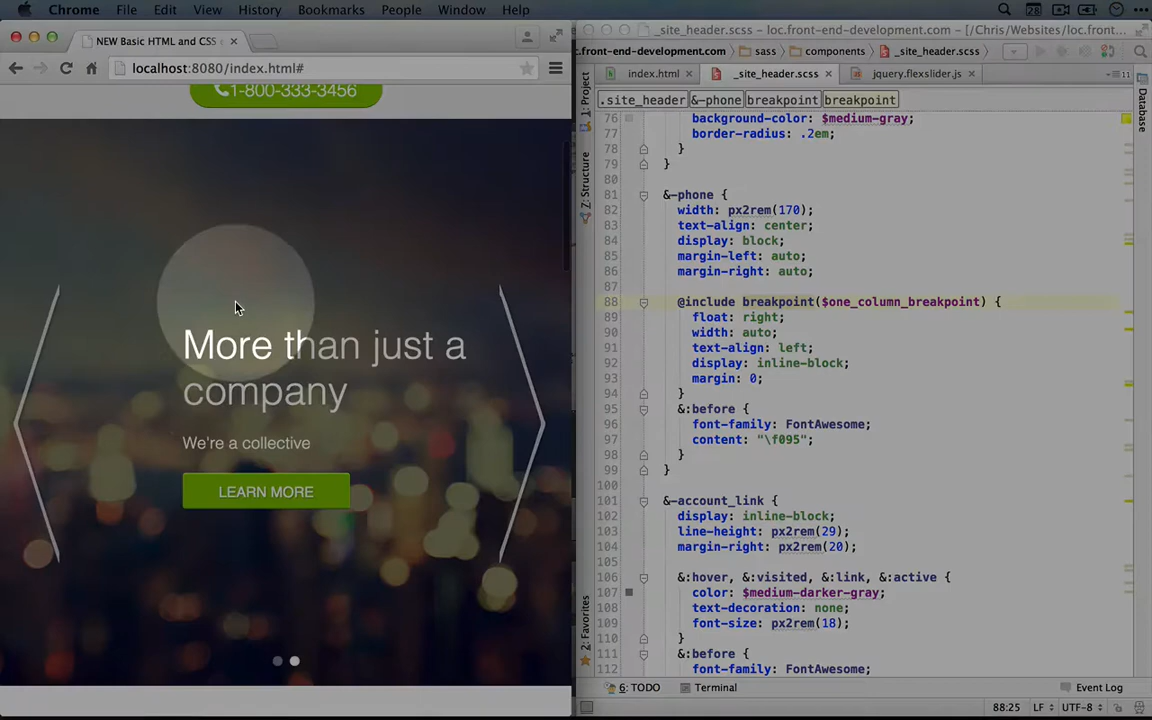 Chrome File Edit View History Bookmarks People Window Help
28
NEW Basic HTML and CSS
localhost:8080/index.html#
1-800-333-3456
More than just a
company
We're a collective
LEARN MORE
_site_header.scss - loc.front-end-development.com - [/Chris/Websites/loc.front-...
c.front-end-development.com sass components _site_header.scss
1: Project
index.html _site_header.scss jquery.flexslider.js 11
.site_header &-phone breakpoint breakpoint
Database
Z: Structure
2: Favorites
76 background-color: $medium-gray;
77 border-radius: .2em;
78 }
79 }
80
81 &-phone {
82 width: px2rem(170);
83 text-align: center;
84 display: block;
85 margin-left: auto;
86 margin-right: auto;
87
88 @include breakpoint($one_column_breakpoint) {
89 float: right;
90 width: auto;
91 text-align: left;
92 display: inline-block;
93 margin: 0;
94 }
95 &:before {
96 font-family: FontAwesome;
97 content: "\f095";
98 }
99 }
100
101 &-account_link {
102 display: inline-block;
103 line-height: px2rem(29);
104 margin-right: px2rem(20);
105
106 &:hover, &:visited, &:link, &:active {
107 color: $medium-darker-gray;
108 text-decoration: none;
109 font-size: px2rem(18);
110 }
111 &:before {
112 font-family: FontAwesome;
6: TODO Terminal Event Log
88:25 LF UTF-8